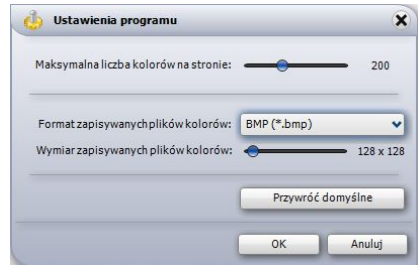 Ustawienia programu
Maksymalna liczba kolorów na stronie: 200
Format zapisywanych plików kolorów: BMP (*.bmp)
Wymiar zapisywanych plików kolorów: 128 x 128
Przywróć domyślne
OK Anuluj